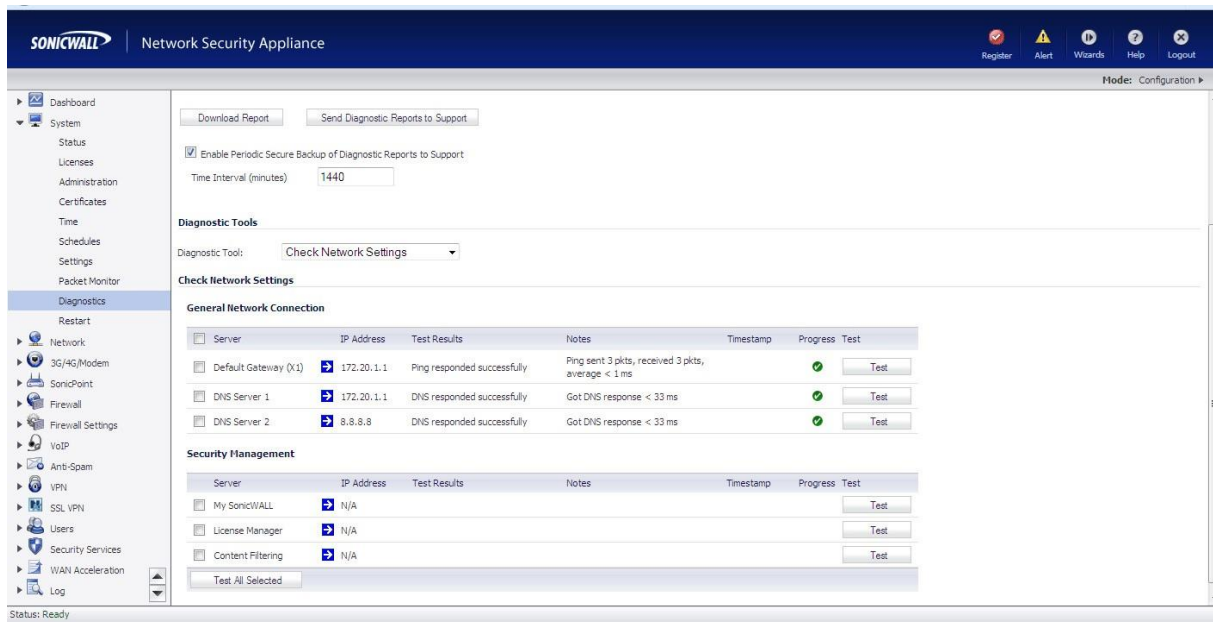 SONICWALL Network Security Appliance
Register Alert Wizards Help Logout
Mode: Configuration
Dashboard
System
Status
Licenses
Administration
Certificates
Time
Schedules
Settings
Packet Monitor
Diagnostics
Restart
Network
3G/4G/Modem
SonicPoint
Firewall
Firewall Settings
VoIP
Anti-Spam
VPN
SSL VPN
Users
Security Services
WAN Acceleration
Log
Download Report Send Diagnostic Reports to Support
Enable Periodic Secure Backup of Diagnostic Reports to Support
Time Interval (minutes) 1440
Diagnostic Tools
Diagnostic Tool: Check Network Settings
Check Network Settings
General Network Connection
Server IP Address Test Results Notes Timestamp Progress Test
Default Gateway (X1) 172.20.1.1 Ping responded successfully Ping sent 3 pkts, received 3 pkts, average < 1 ms Test
DNS Server 1 172.20.1.1 DNS responded successfully Got DNS response < 33 ms Test
DNS Server 2 8.8.8.8 DNS responded successfully Got DNS response < 33 ms Test
Security Management
Server IP Address Test Results Notes Timestamp Progress Test
My SonicWALL N/A Test
License Manager N/A Test
Content Filtering N/A Test
Test All Selected
Status: Ready